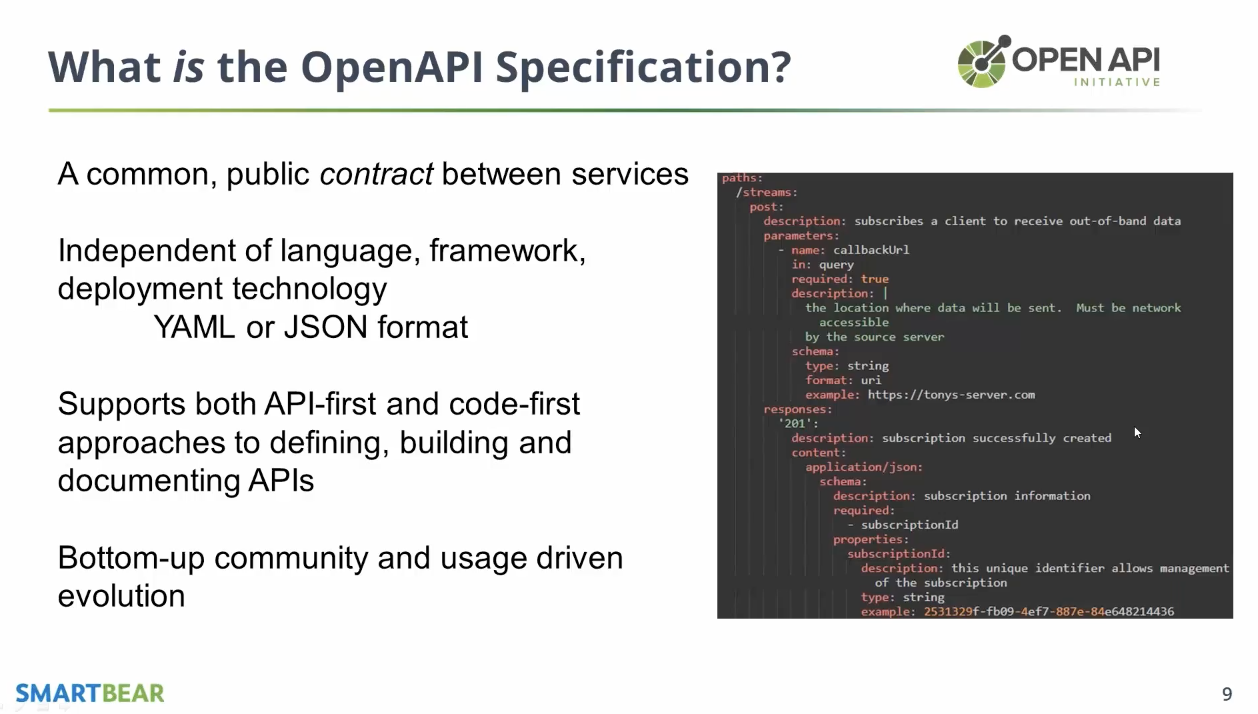 What is the OpenAPI Specification?
OPEN API
INITIATIVE
A common, public contract between services
Independent of language, framework,
deployment technology
YAML or JSON format
Supports both API-first and code-first
approaches to defining, building and
documenting APIs
Bottom-up community and usage driven
evolution
paths:
/streams:
post:
description: subscribes a client to receive out-of-band data
parameters:
- name: callbackUrl
in: query
required: true
description: |
the location where data will be sent.  Must be network
accessible
by the source server
schema:
type: string
format: uri
example: https://tonys-server.com
responses:
'201':
description: subscription successfully created
content:
application/json:
schema:
description: subscription information
required:
- subscriptionId
properties:
subscriptionId:
description: this unique identifier allows management
of the subscription
type: string
example: 2531329f-fb09-4ef7-887e-84e648214436
SMARTBEAR
9